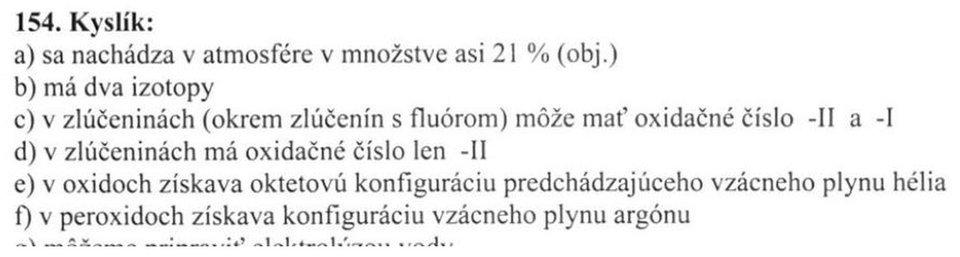 154. Kyslík:
a) sa nachádza v atmosfére v množstve asi 21 % (obj.)
b) má dva izotopy
c) v zlúčeninách (okrem zlúčenín s fluórom) môže mať oxidačné číslo -II a -I
d) v zlúčeninách má oxidačné číslo len -II
e) v oxidoch získava oktetovú konfiguráciu predchádzajúceho vzácneho plynu hélia
f) v peroxidoch získava konfiguráciu vzácneho plynu argónu